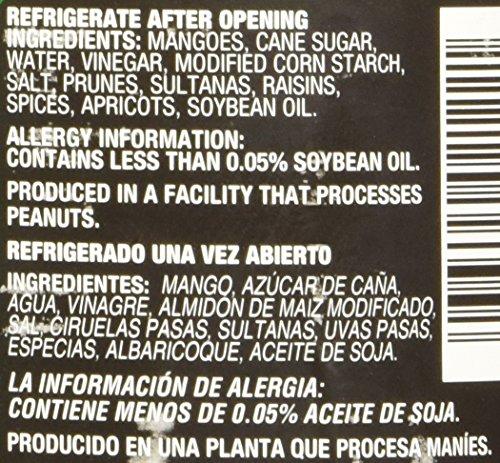 REFRIGERATE AFTER OPENING
INGREDIENTS: MANGOES, CANE SUGAR,
WATER, VINEGAR, MODIFIED CORN STARCH,
SALT, PRUNES, SULTANAS, RAISINS,
SPICES, APRICOTS, SOYBEAN OIL.
ALLERGY INFORMATION:
CONTAINS LESS THAN 0.05% SOYBEAN OIL.
PRODUCED IN A FACILITY THAT PROCESSES
PEANUTS.
REFRIGERADO UNA VEZ ABIERTO
INGREDIENTES: MANGO, AZÚCAR DE CAÑA,
AGUA, VINAGRE, ALMIDÓN DE MAIZ MODIFICADO,
SAL, CIRUELAS PASAS, SULTANAS, UVAS PASAS,
ESPECIAS, ALBARICOQUE, ACEITE DE SOJA.
LA INFORMACIÓN DE ALERGIA:
CONTIENE MENOS DE 0.05% ACEITE DE SOJA.
PRODUCIDO EN UNA PLANTA QUE PROCESA MANÍES.